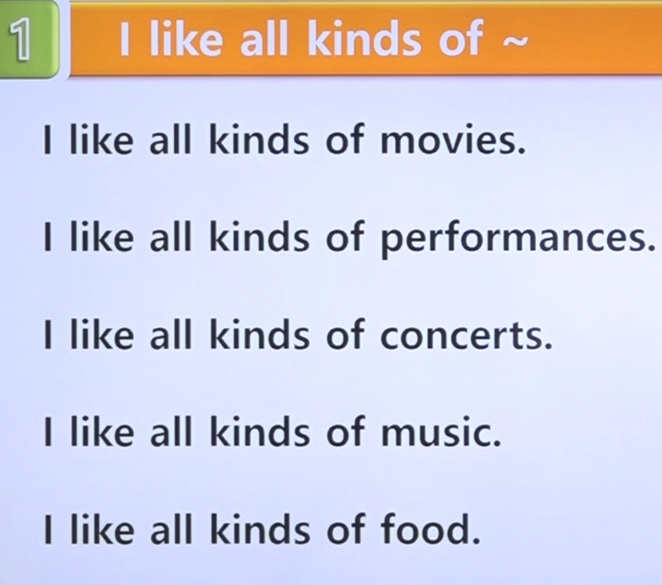 1 I like all kinds of ~
I like all kinds of movies.
I like all kinds of performances.
I like all kinds of concerts.
I like all kinds of music.
I like all kinds of food.